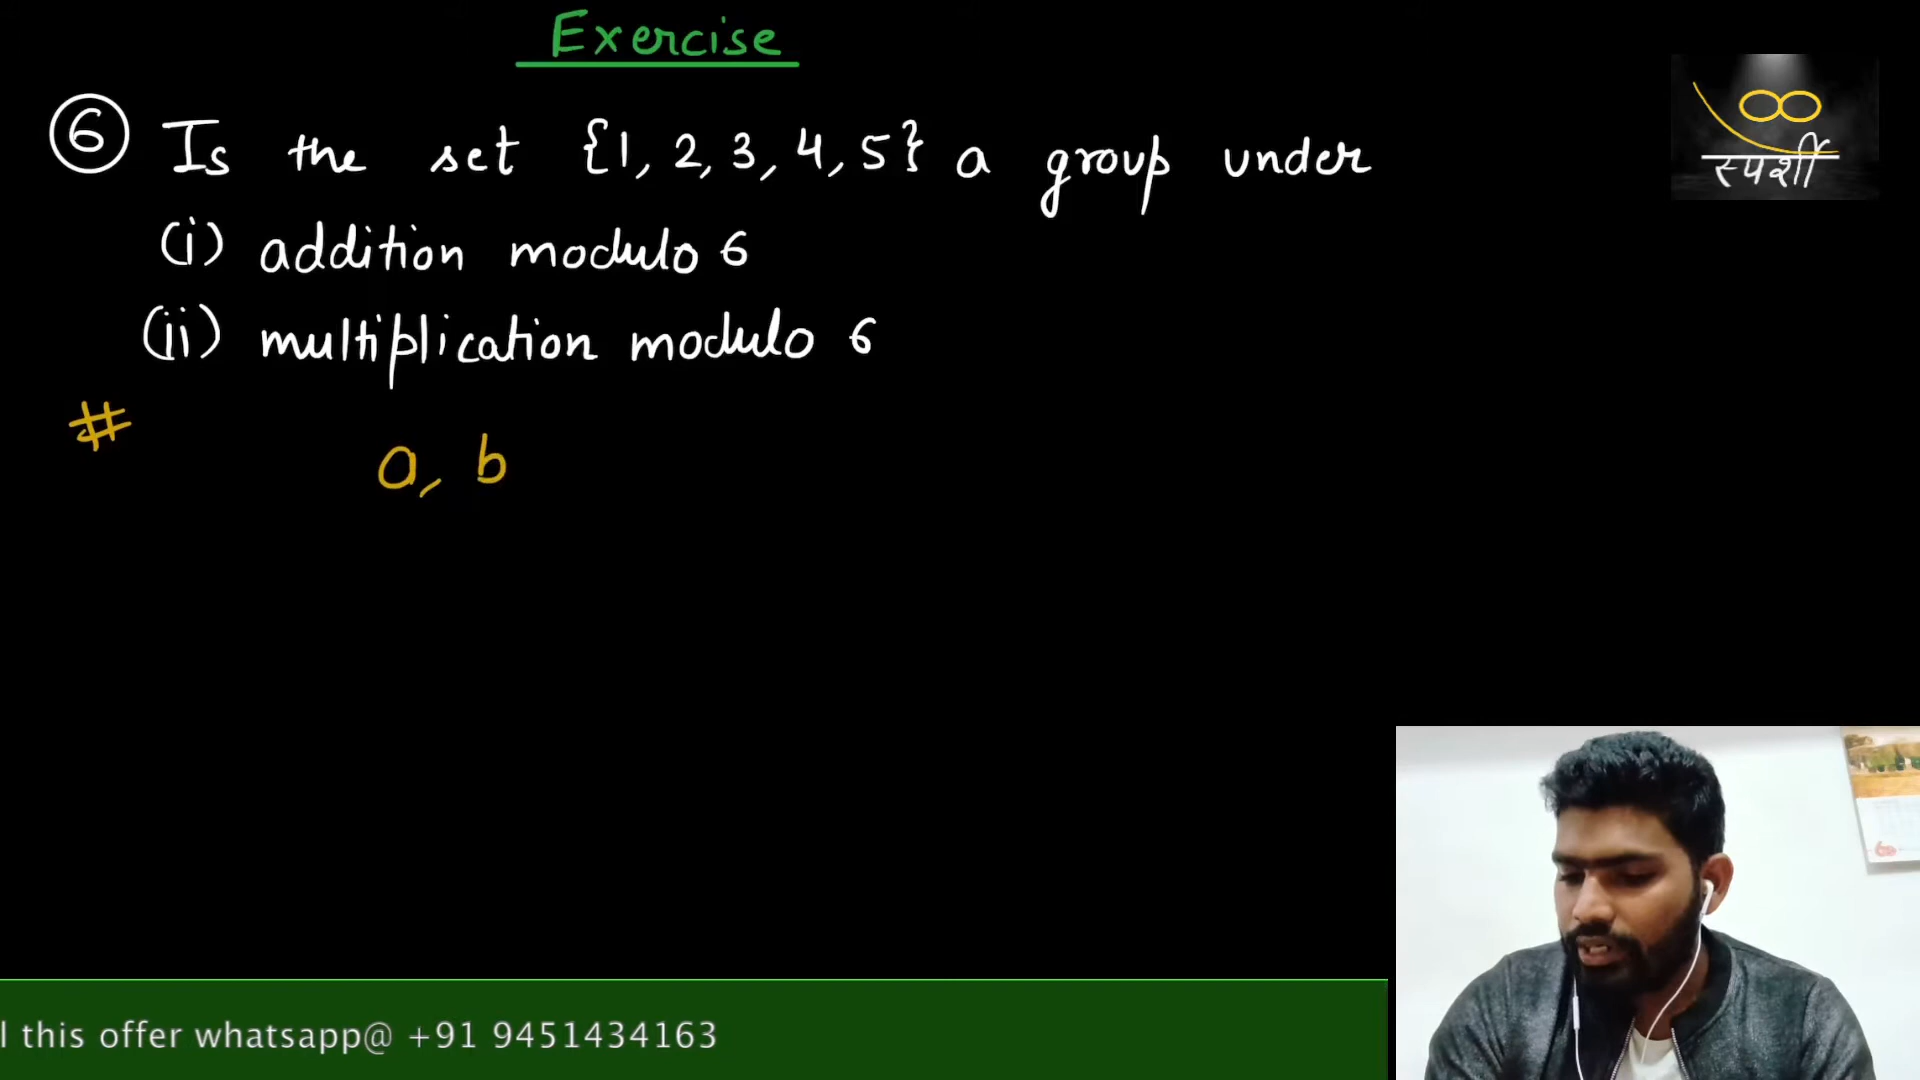 Exercise
⑥ Is the set {1, 2, 3, 4, 5} a group under
(i) addition modulo 6
(ii) multiplication modulo 6
#
a, b
स्पर्शी
l this offer whatsapp@ +91 9451434163